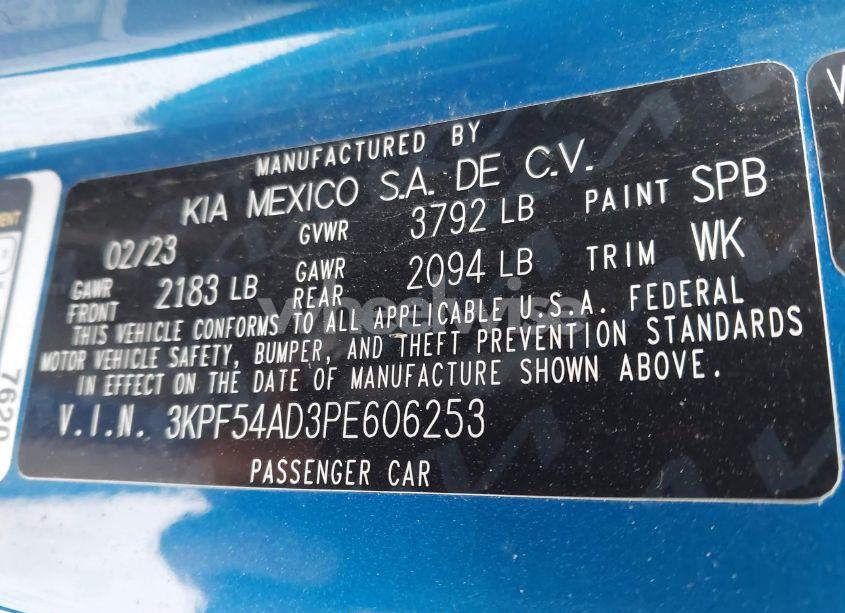 MANUFACTURED BY
KIA MEXICO S.A. DE C.V.
02/23 GVWR 3792 LB PAINT SPB
GAWR FRONT 2183 LB GAWR REAR 2094 LB TRIM WK
THIS VEHICLE CONFORMS TO ALL APPLICABLE U.S.A. FEDERAL
MOTOR VEHICLE SAFETY, BUMPER, AND THEFT PREVENTION STANDARDS
IN EFFECT ON THE DATE OF MANUFACTURE SHOWN ABOVE.
V.I.N. 3KPF54AD3PE606253
PASSENGER CAR
wheelwise
7620
V